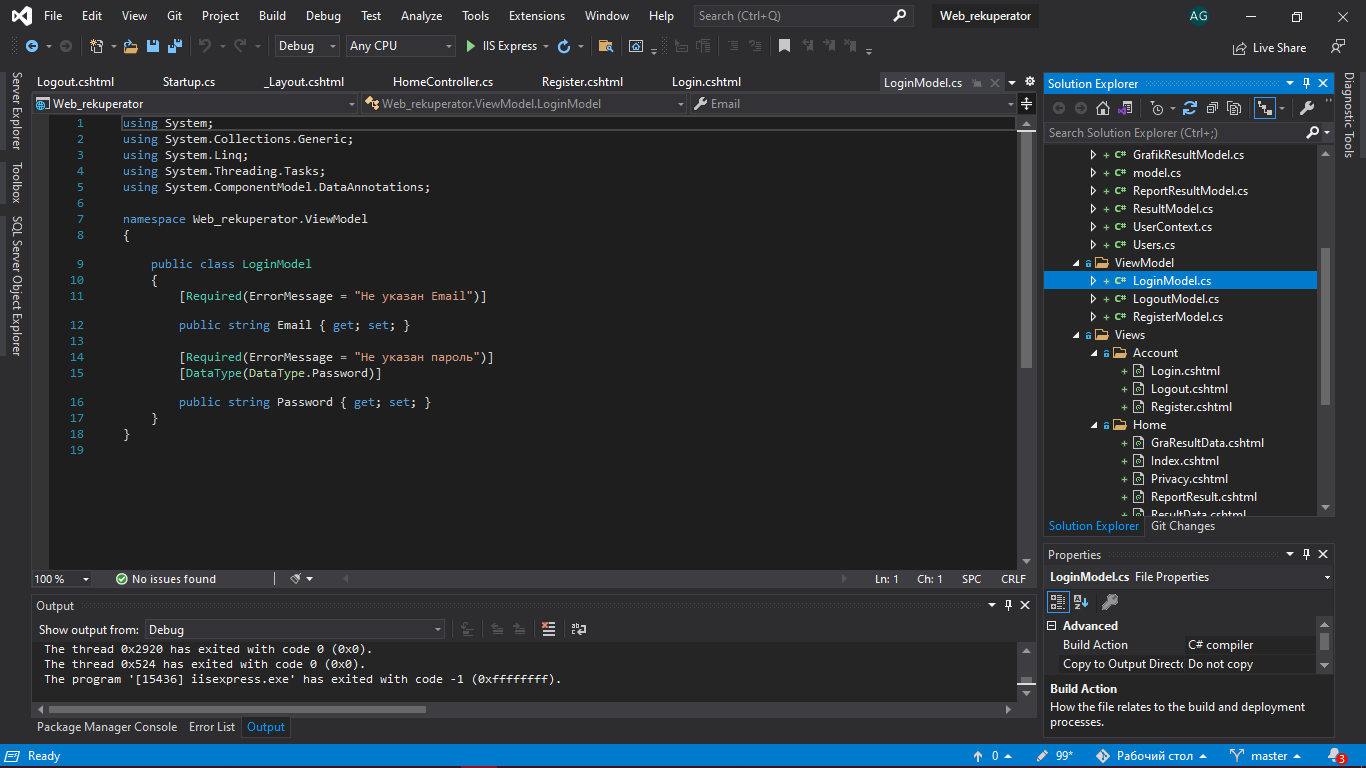 File Edit View Git Project Build Debug Test Analyze Tools Extensions Window Help Search (Ctrl+Q) Web_rekuperator AG
Debug Any CPU IIS Express Live Share
Server Explorer
Toolbox
SQL Server Object Explorer
Logout.cshtml Startup.cs _Layout.cshtml HomeController.cs Register.cshtml Login.cshtml LoginModel.cs
Web_rekuperator Web_rekuperator.ViewModel.LoginModel Email
1 using System;
2 using System.Collections.Generic;
3 using System.Linq;
4 using System.Threading.Tasks;
5 using System.ComponentModel.DataAnnotations;
6
7 namespace Web_rekuperator.ViewModel
8 {
9 public class LoginModel
10 {
11 [Required(ErrorMessage = "Не указан Email")]
12 public string Email { get; set; }
13
14 [Required(ErrorMessage = "Не указан пароль")]
15 [DataType(DataType.Password)]
16 public string Password { get; set; }
17 }
18 }
19
100 % No issues found Ln: 1 Ch: 1 SPC CRLF
Output
Show output from: Debug
The thread 0x2920 has exited with code 0 (0x0).
The thread 0x524 has exited with code 0 (0x0).
The program '[15436] iisexpress.exe' has exited with code -1 (0xffffffff).
Package Manager Console Error List Output
Solution Explorer
Search Solution Explorer (Ctrl+;)
C# GrafikResultModel.cs
C# model.cs
C# ReportResultModel.cs
C# ResultModel.cs
C# UserContext.cs
C# Users.cs
ViewModel
C# LoginModel.cs
C# LogoutModel.cs
C# RegisterModel.cs
Views
Account
Login.cshtml
Logout.cshtml
Register.cshtml
Home
GraResultData.cshtml
Index.cshtml
Privacy.cshtml
ReportResult.cshtml
ResultData.cshtml
Solution Explorer Git Changes
Properties
LoginModel.cs File Properties
Advanced
Build Action C# compiler
Copy to Output Directo Do not copy
Build Action
How the file relates to the build and deployment
processes.
Diagnostic Tools
Ready 0 99* Рабочий стол master 3